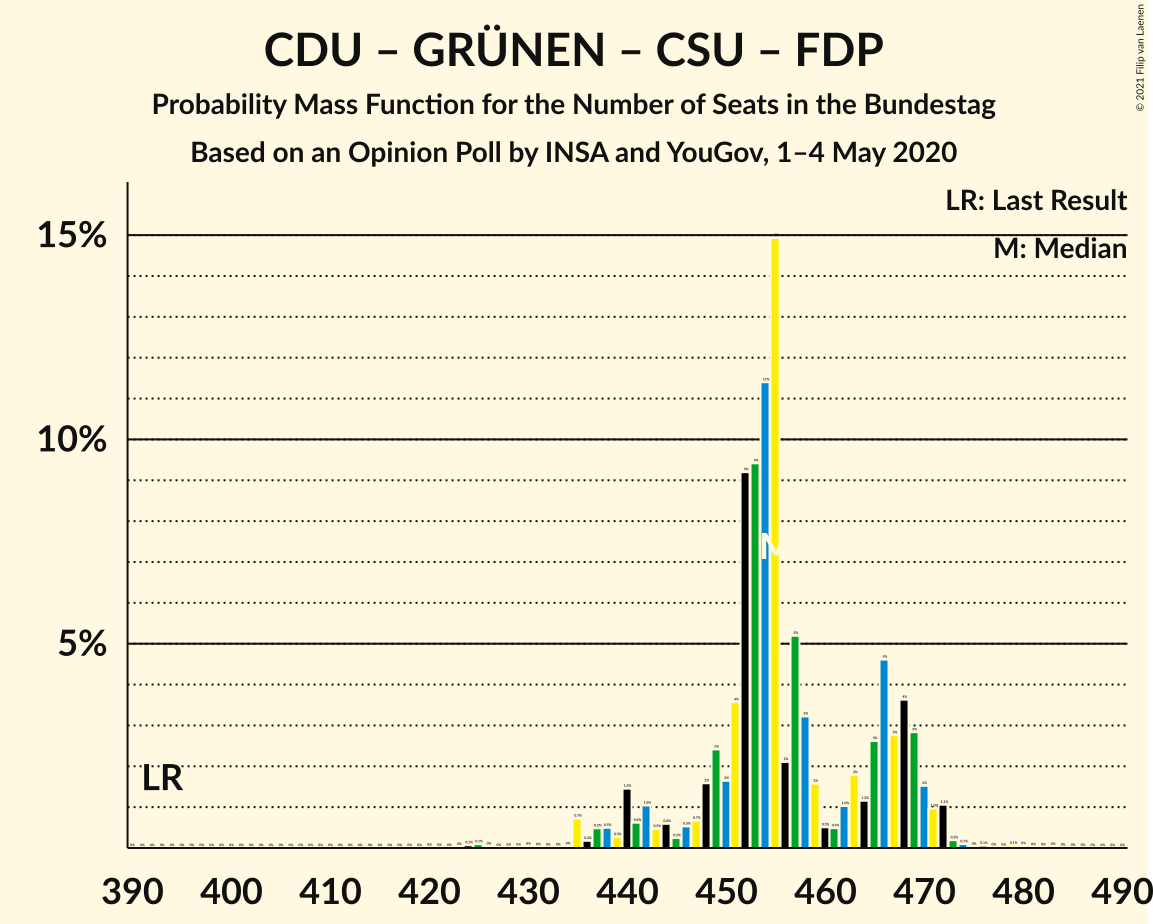 CDU – GRÜNEN – CSU – FDP
Probability Mass Function for the Number of Seats in the Bundestag
Based on an Opinion Poll by INSA and YouGov, 1–4 May 2020
© 2021 Filip van Laenen
LR: Last Result
M: Median
15%
10%
5%
LR
M
390 400 410 420 430 440 450 460 470 480 490